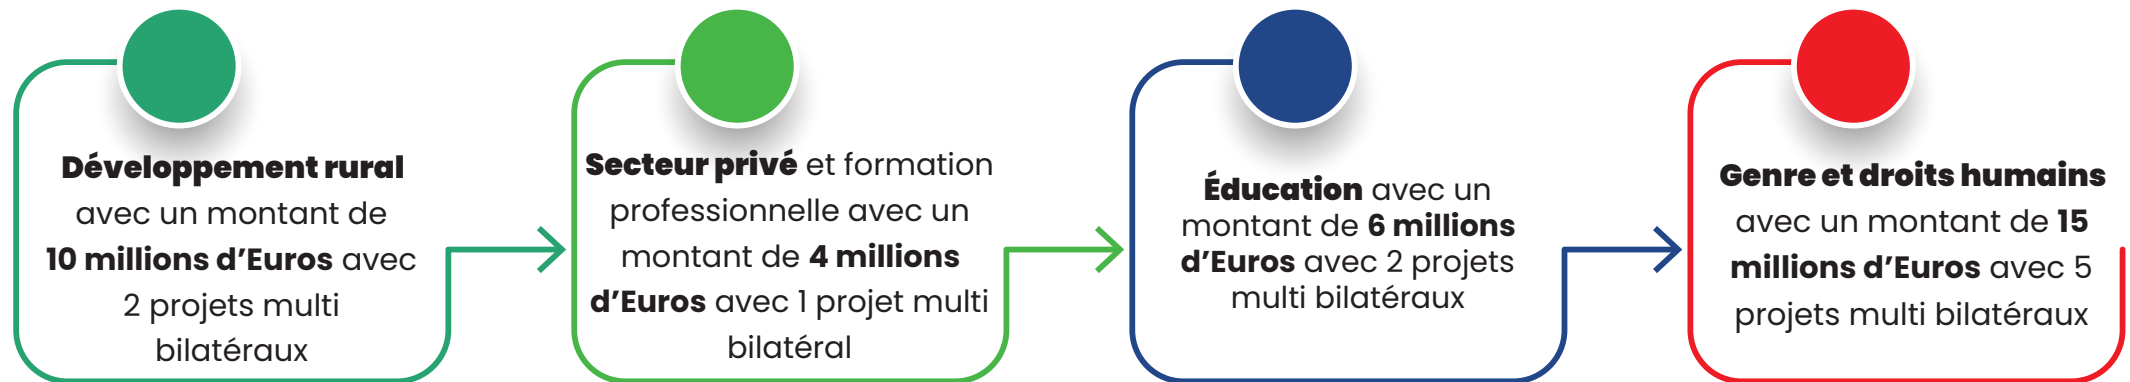 Développement rural
avec un montant de
10 millions d’Euros avec
2 projets multi
bilatéraux
Secteur privé et formation
professionnelle avec un
montant de 4 millions
d’Euros avec 1 projet multi
bilatéral
Éducation avec un
montant de 6 millions
d’Euros avec 2 projets
multi bilatéraux
Genre et droits humains
avec un montant de 15
millions d’Euros avec 5
projets multi bilatéraux